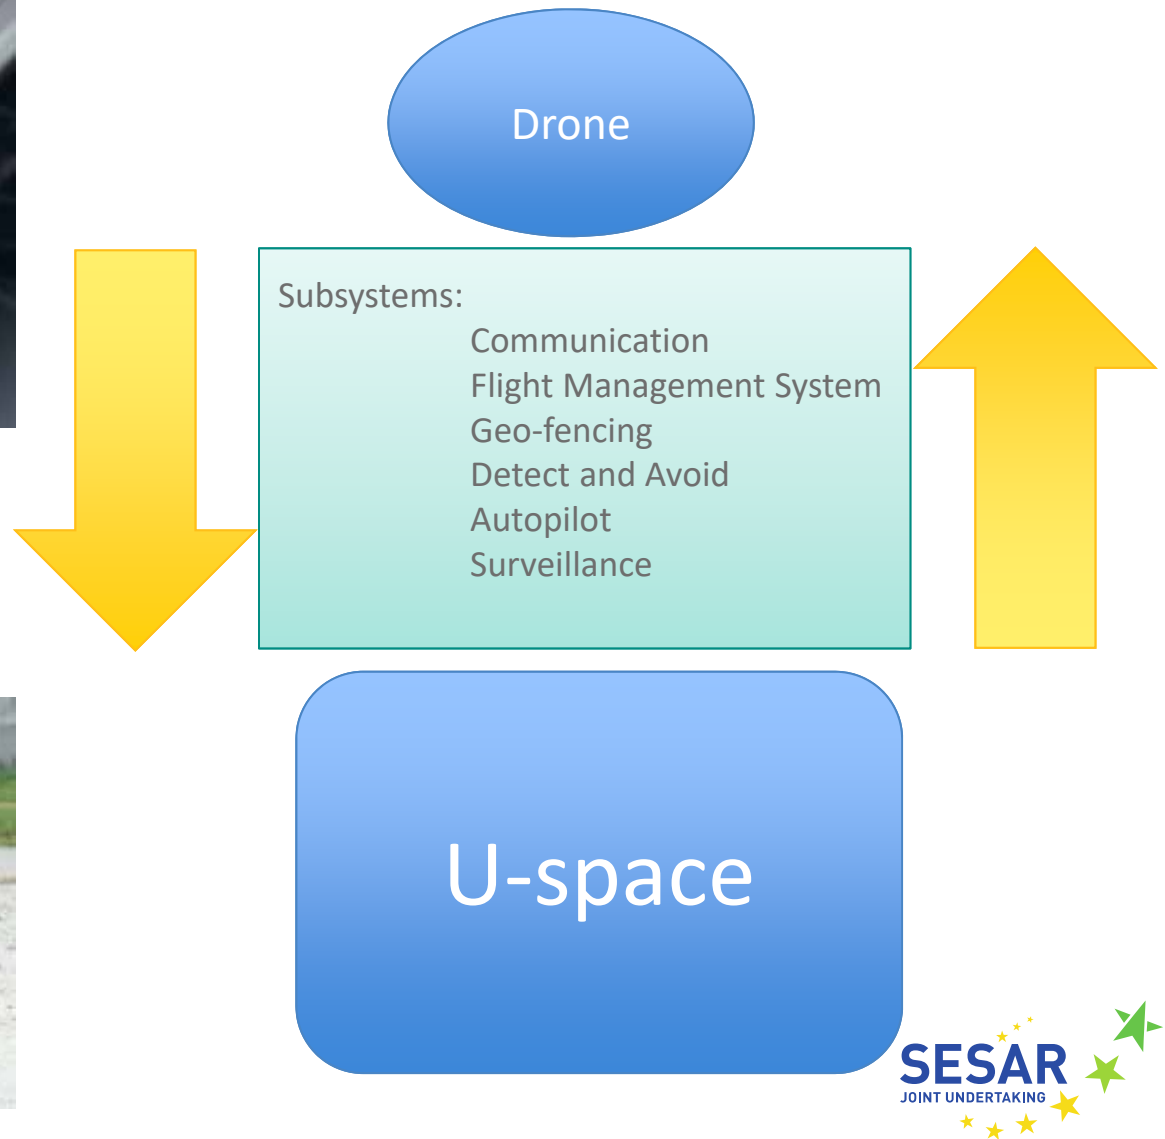 Drone
Subsystems:
Communication
Flight Management System
Geo-fencing
Detect and Avoid
Autopilot
Surveillance
U-space
SESAR
JOINT UNDERTAKING